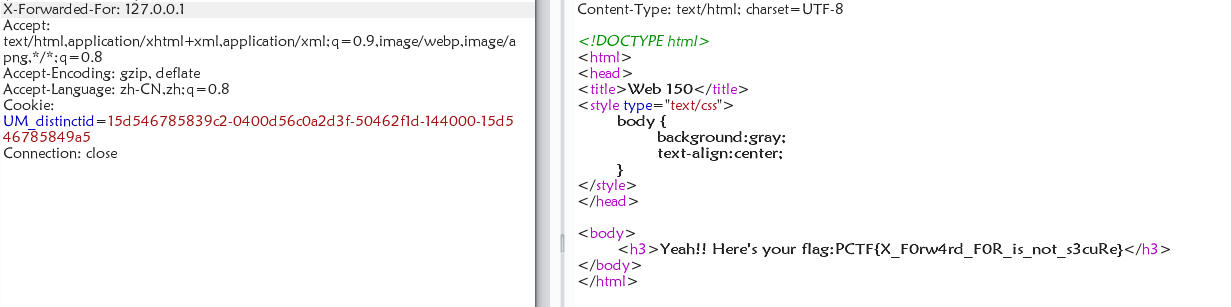 X-Forwarded-For: 127.0.0.1
Accept:
text/html,application/xhtml+xml,application/xml;q=0.9,image/webp,image/a
png,*/*;q=0.8
Accept-Encoding: gzip, deflate
Accept-Language: zh-CN,zh;q=0.8
Cookie:
UM_distinctid=15d546785839c2-0400d56c0a2d3f-50462f1d-144000-15d5
46785849a5
Connection: close
Content-Type: text/html; charset=UTF-8
<!DOCTYPE html>
<html>
<head>
<title>Web 150</title>
<style type="text/css">
body {
background:gray;
text-align:center;
}
</style>
</head>
<body>
<h3>Yeah!! Here's your flag:PCTF{X_F0rw4rd_F0R_is_not_s3cuRe}</h3>
</body>
</html>